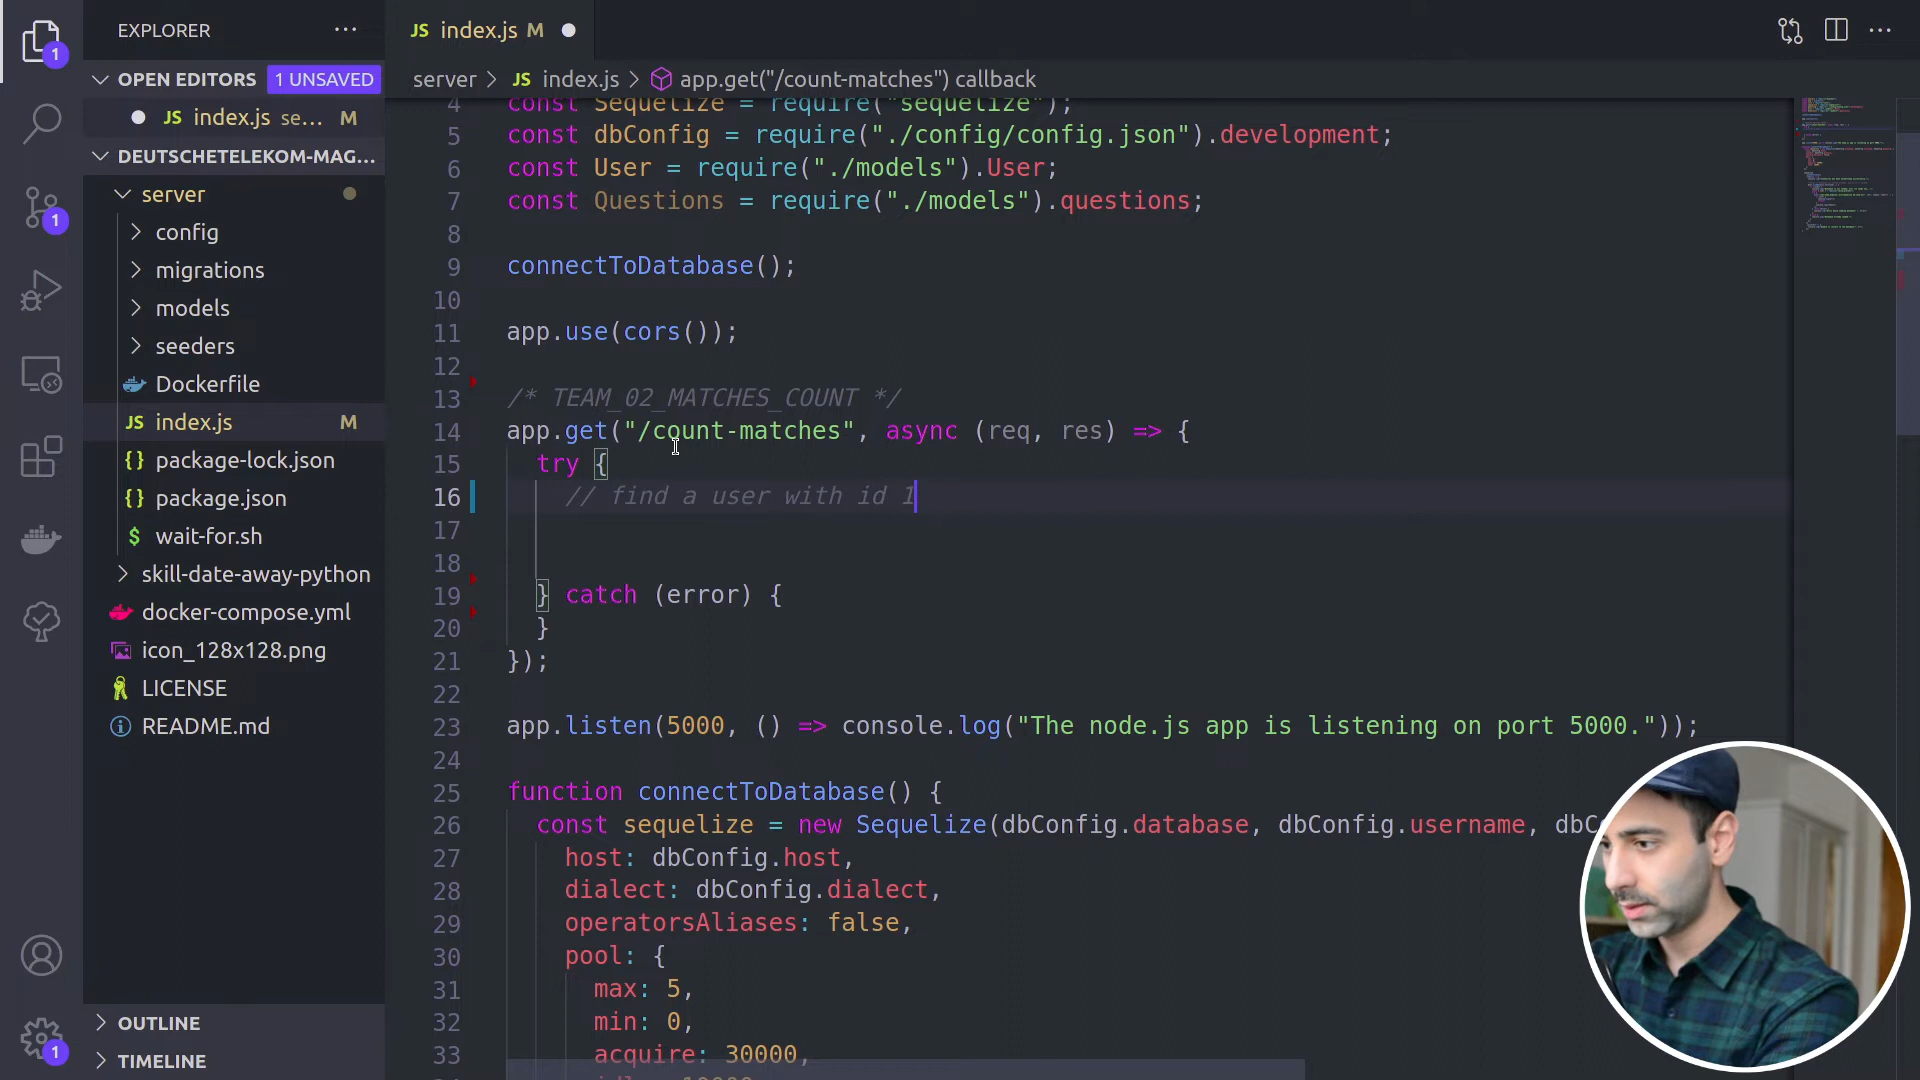 EXPLORER
OPEN EDITORS 1 UNSAVED
JS index.js se... M
DEUTSCHETELEKOM-MAG...
server
config
migrations
models
seeders
Dockerfile
JS index.js M
{} package-lock.json
{} package.json
$ wait-for.sh
skill-date-away-python
docker-compose.yml
icon_128x128.png
LICENSE
README.md
OUTLINE
TIMELINE
1
1
1
JS index.js M
server > JS index.js > app.get("/count-matches") callback
4 const Sequelize = require("sequelize");
5 const dbConfig = require("./config/config.json").development;
6 const User = require("./models").User;
7 const Questions = require("./models").questions;
8
9 connectToDatabase();
10
11 app.use(cors());
12
13 /* TEAM_02_MATCHES_COUNT */
14 app.get("/count-matches", async (req, res) => {
15 try {
16 // find a user with id 1
17
18
19 } catch (error) {
20 }
21 });
22
23 app.listen(5000, () => console.log("The node.js app is listening on port 5000."));
24
25 function connectToDatabase() {
26 const sequelize = new Sequelize(dbConfig.database, dbConfig.username, dbC
27 host: dbConfig.host,
28 dialect: dbConfig.dialect,
29 operatorsAliases: false,
30 pool: {
31 max: 5,
32 min: 0,
33 acquire: 30000,